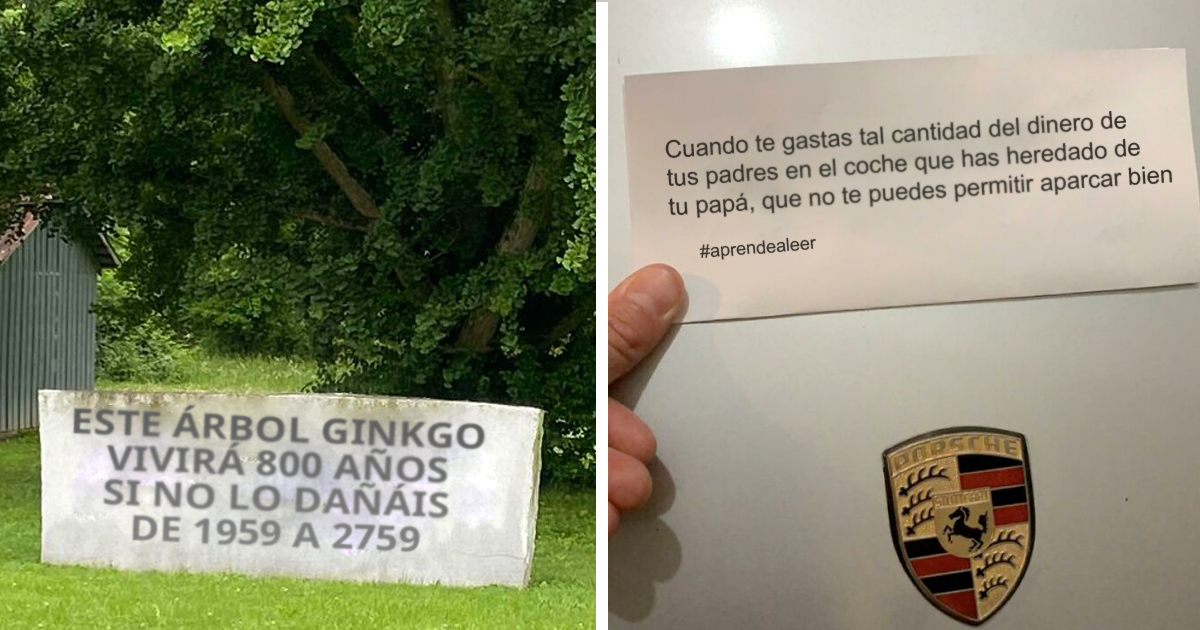 ESTE ÁRBOL GINKGO
VIVIRÁ 800 AÑOS
SI NO LO DAÑÁIS
DE 1959 A 2759
Cuando te gastas tal cantidad del dinero de
tus padres en el coche que has heredado de
tu papá, que no te puedes permitir aparcar bien
#aprendealeer
PORSCHE
STUTTGART